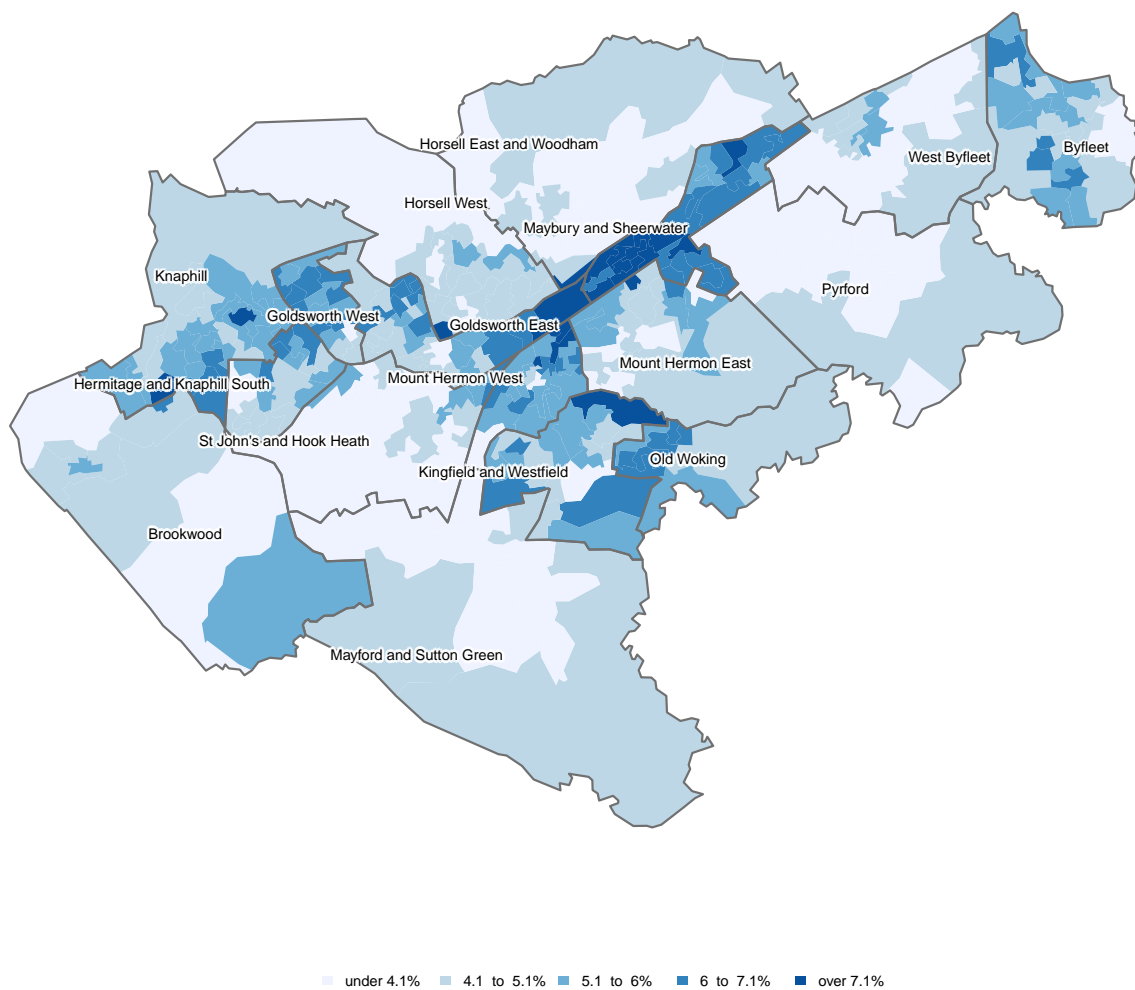 Horsell East and Woodham
Byfleet
West Byfleet
Horsell West
Maybury and Sheerwater
Knaphill
Pyrford
Goldsworth West
Goldsworth East
Mount Hermon East
Mount Hermon West
Hermitage and Knaphill South
St John's and Hook Heath
Old Woking
Kingfield and Westfield
Brookwood
Mayford and Sutton Green
under 4.1% 4.1 to 5.1% 5.1 to 6% 6 to 7.1% over 7.1%